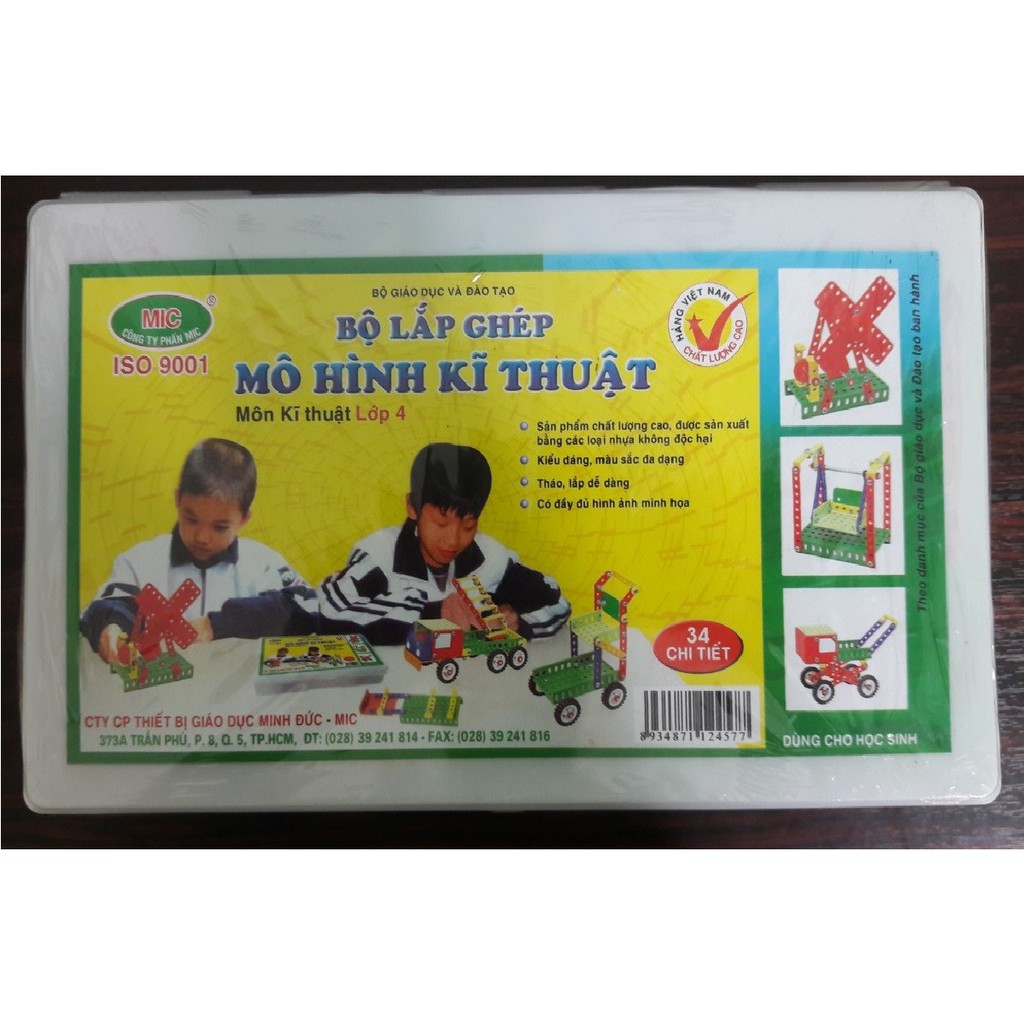 MIC
®
CÔNG TY PHẦN MIC
ISO 9001
BỘ GIÁO DỤC VÀ ĐÀO TẠO
BỘ LẮP GHÉP
MÔ HÌNH KĨ THUẬT
Môn Kĩ thuật Lớp 4
HÀNG VIỆT NAM
CHẤT LƯỢNG CAO
Sản phẩm chất lượng cao, được sản xuất
bằng các loại nhựa không độc hại
Kiểu dáng, màu sắc đa dạng
Tháo, lắp dễ dàng
Có đầy đủ hình ảnh minh họa
34
CHI TIẾT
CTY CP THIẾT BỊ GIÁO DỤC MINH ĐỨC - MIC
373A TRẦN PHÚ, P. 8, Q. 5, TP.HCM, ĐT: (028) 39 241 814 - FAX: (028) 39 241 816
8934871124577
DÙNG CHO HỌC SINH
Theo danh mục của Bộ giáo dục và Đào tạo ban hành